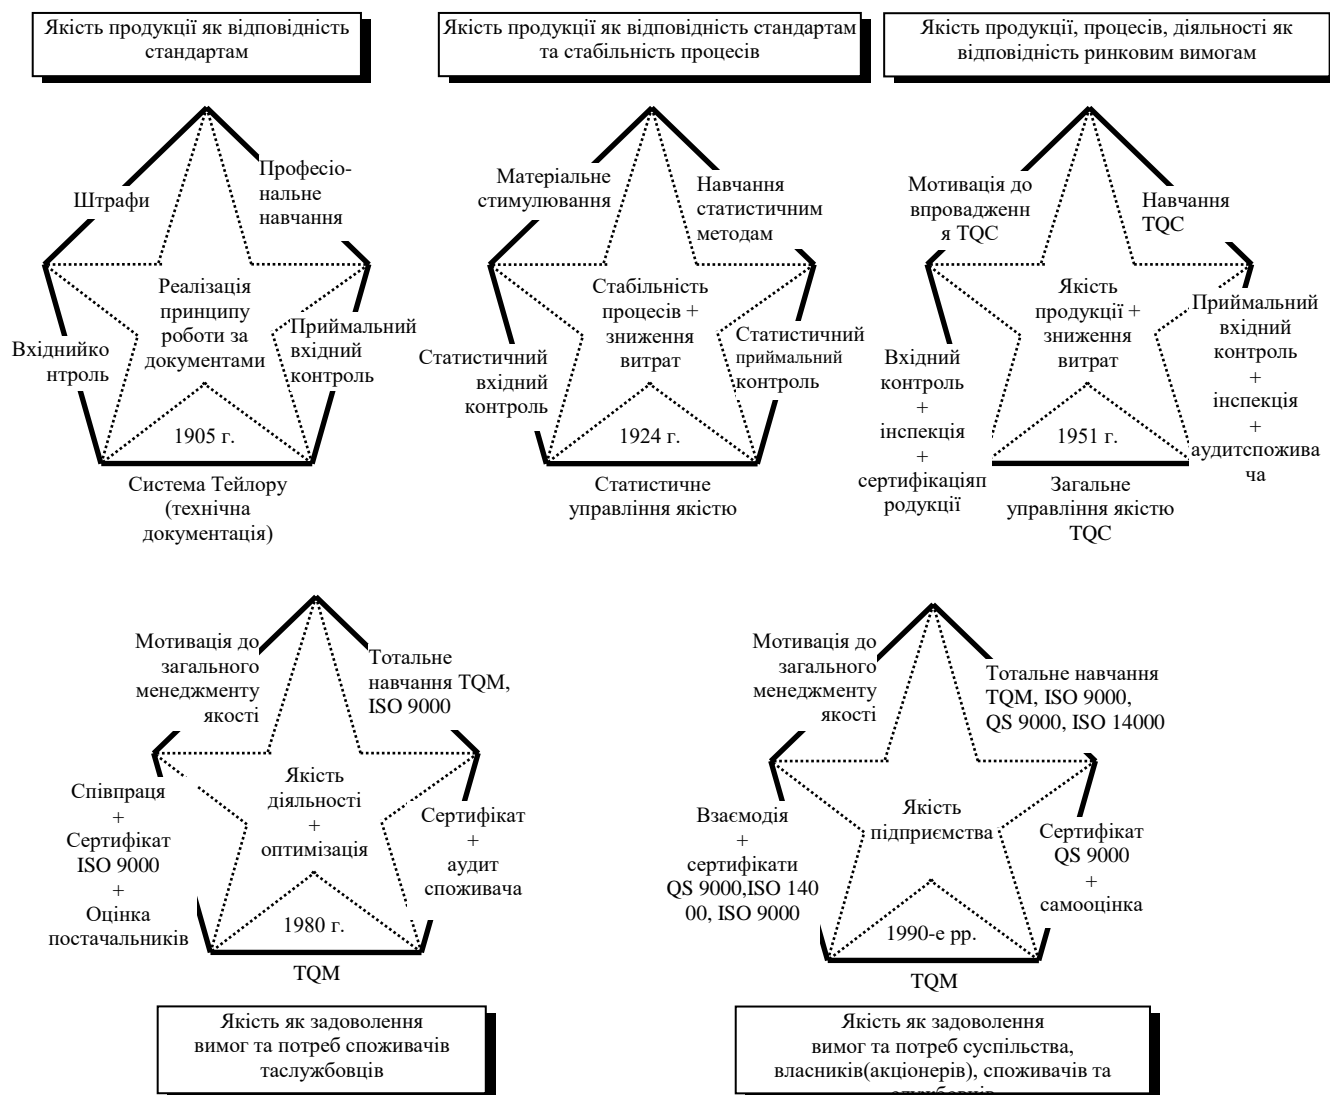 Якість продукції як відповідність
стандартам
Якість продукції як відповідність стандартам
та стабільність процесів
Якість продукції, процесів, діяльності як
відповідність ринковим вимогам
Штрафи
Професіо-
нальне
навчання
Реалізація
принципу
роботи за
документами
Вхіднийко
нтроль
Приймальний
вхідний
контроль
1905 г.
Система Тейлору
(технічна
документація)
Матеріальне
стимулювання
Навчання
статистичним
методам
Стабільність
процесів +
зниження
витрат
Статистичний
вхідний
контроль
Статистичний
приймальний
контроль
1924 г.
Статистичне
управління якістю
Мотивація до
впровадженн
я TQC
Навчання
TQC
Якість
продукції +
зниження
витрат
Вхідний
контроль
+
інспекція
+
сертифікаціяп
родукції
Приймальний
вхідний
контроль
+
інспекція
+
аудитспожива
ча
1951 г.
Загальне
управління якістю
TQC
Мотивація до
загального
менеджменту
якості
Тотальне
навчання TQM,
ISO 9000
Якість
діяльності
+
оптимізація
Співпраця
+
Сертифікат
ISO 9000
+
Оцінка
постачальників
Сертифікат
+
аудит
споживача
1980 г.
TQM
Якість як задоволення
вимог та потреб споживачів
таслужбовців
Мотивація до
загального
менеджменту
якості
Тотальне навчання
TQM, ISO 9000,
QS 9000, ISO 14000
Якість
підприємства
Взаємодія
+
сертифікати
QS 9000,ISO 140
00, ISO 9000
Сертифікат
QS 9000
+
самооцінка
1990-е рр.
TQM
Якість як задоволення
вимог та потреб суспільства,
власників(акціонерів), споживачів та